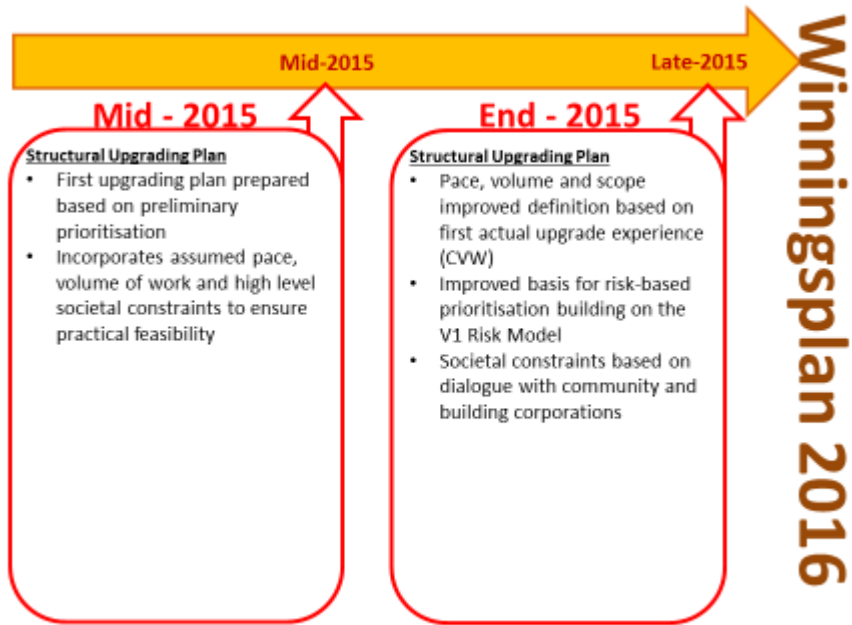 Mid-2015
Late-2015
Mid - 2015
Structural Upgrading Plan
• First upgrading plan prepared
based on preliminary
prioritisation
• Incorporates assumed pace,
volume of work and high level
societal constraints to ensure
practical feasibility
End - 2015
Structural Upgrading Plan
• Pace, volume and scope
improved definition based on
first actual upgrade experience
(CVW)
• Improved basis for risk-based
prioritisation building on the
V1 Risk Model
• Societal constraints based on
dialogue with community and
building corporations
Winningsplan 2016